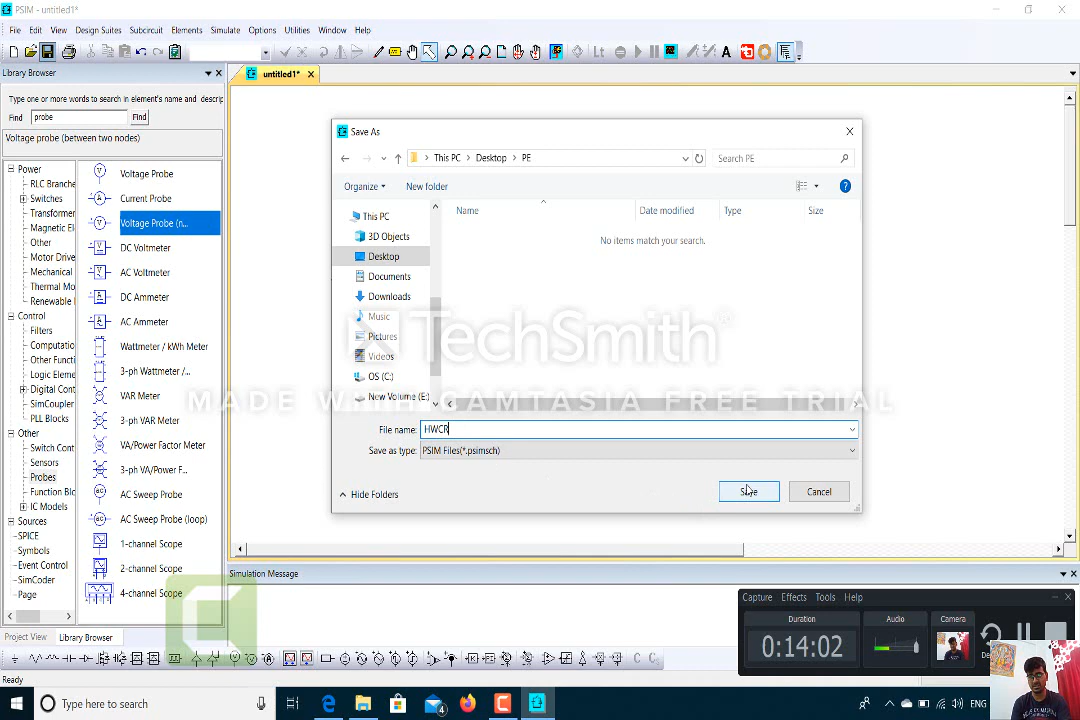 PSIM - untitled1*
File Edit View Design Suites Subcircuit Elements Simulate Options Utilities Window Help
Library Browser
untitled1*
Type one or more words to search in element's name and descrip
Find probe Find
Voltage probe (between two nodes)
Power
RLC Branche
Switches
Transformer
Magnetic El
Other
Motor Drive
Mechanical
Thermal Mo
Renewable
Control
Filters
Computatio
Other Functi
Logic Eleme
Digital Cont
SimCoupler
PLL Blocks
Other
Switch Cont
Sensors
Probes
Function Blo
IC Models
Sources
SPICE
Symbols
Event Control
SimCoder
Page
Voltage Probe
Current Probe
Voltage Probe (n...
DC Voltmeter
AC Voltmeter
DC Ammeter
AC Ammeter
Wattmeter / kWh Meter
3-ph Wattmeter /...
VAR Meter
3-ph VAR Meter
VA/Power Factor Meter
3-ph VA/Power F...
AC Sweep Probe
AC Sweep Probe (loop)
1-channel Scope
2-channel Scope
4-channel Scope
Project View Library Browser
Ready
Save As
This PC > Desktop > PE
Search PE
Organize New folder
Name Date modified Type Size
No items match your search.
This PC
3D Objects
Desktop
Documents
Downloads
Music
Pictures
Videos
OS (C:)
New Volume (E:)
File name: HWCR
Save as type: PSIM Files(*.psimsch)
Hide Folders
Save Cancel
TechSmith®
MADE WITH CAMTASIA FREE TRIAL
Simulation Message
Capture Effects Tools Help
Duration
0:14:02
Audio
Camera
Type here to search
4
ENG